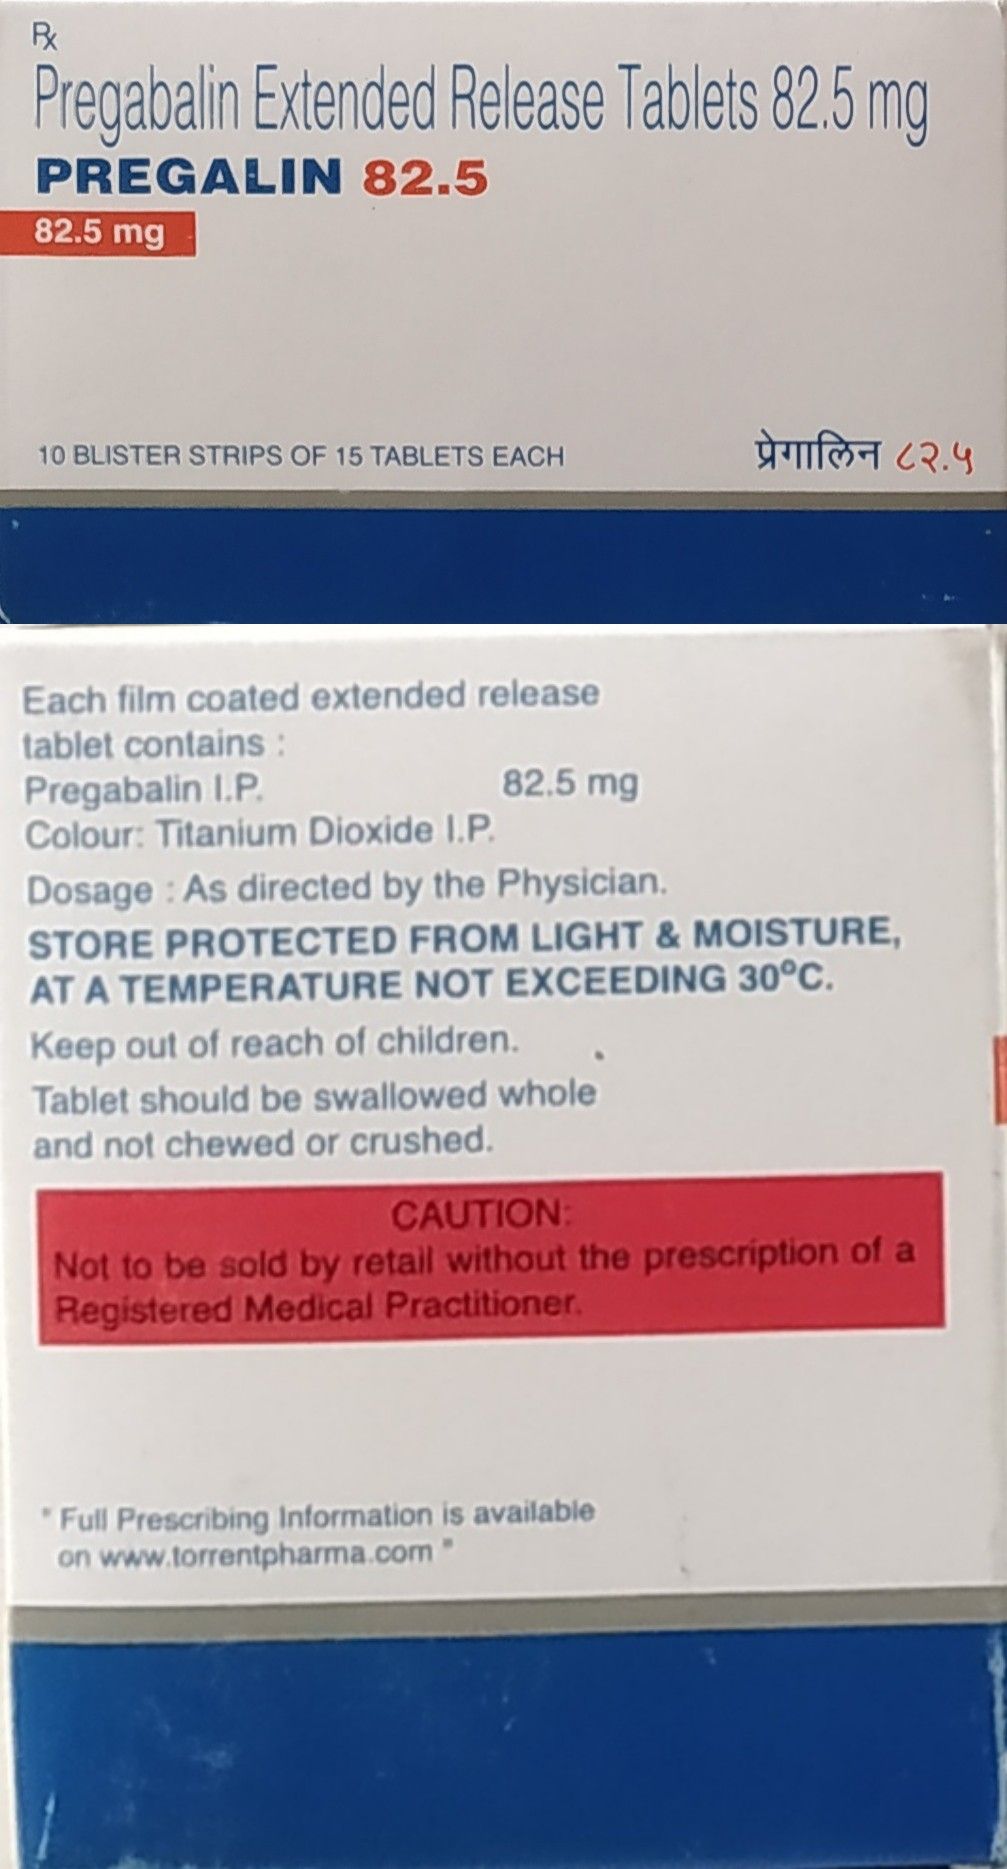 Rx
Pregabalin Extended Release Tablets 82.5 mg
PREGALIN 82.5
82.5 mg
10 BLISTER STRIPS OF 15 TABLETS EACH
प्रेगालिन ८२.५
Each film coated extended release
tablet contains :
Pregabalin I.P. 82.5 mg
Colour: Titanium Dioxide I.P.
Dosage : As directed by the Physician.
STORE PROTECTED FROM LIGHT & MOISTURE,
AT A TEMPERATURE NOT EXCEEDING 30°C.
Keep out of reach of children.
Tablet should be swallowed whole
and not chewed or crushed.
CAUTION:
Not to be sold by retail without the prescription of a
Registered Medical Practitioner.
" Full Prescribing Information is available
on www.torrentpharma.com "